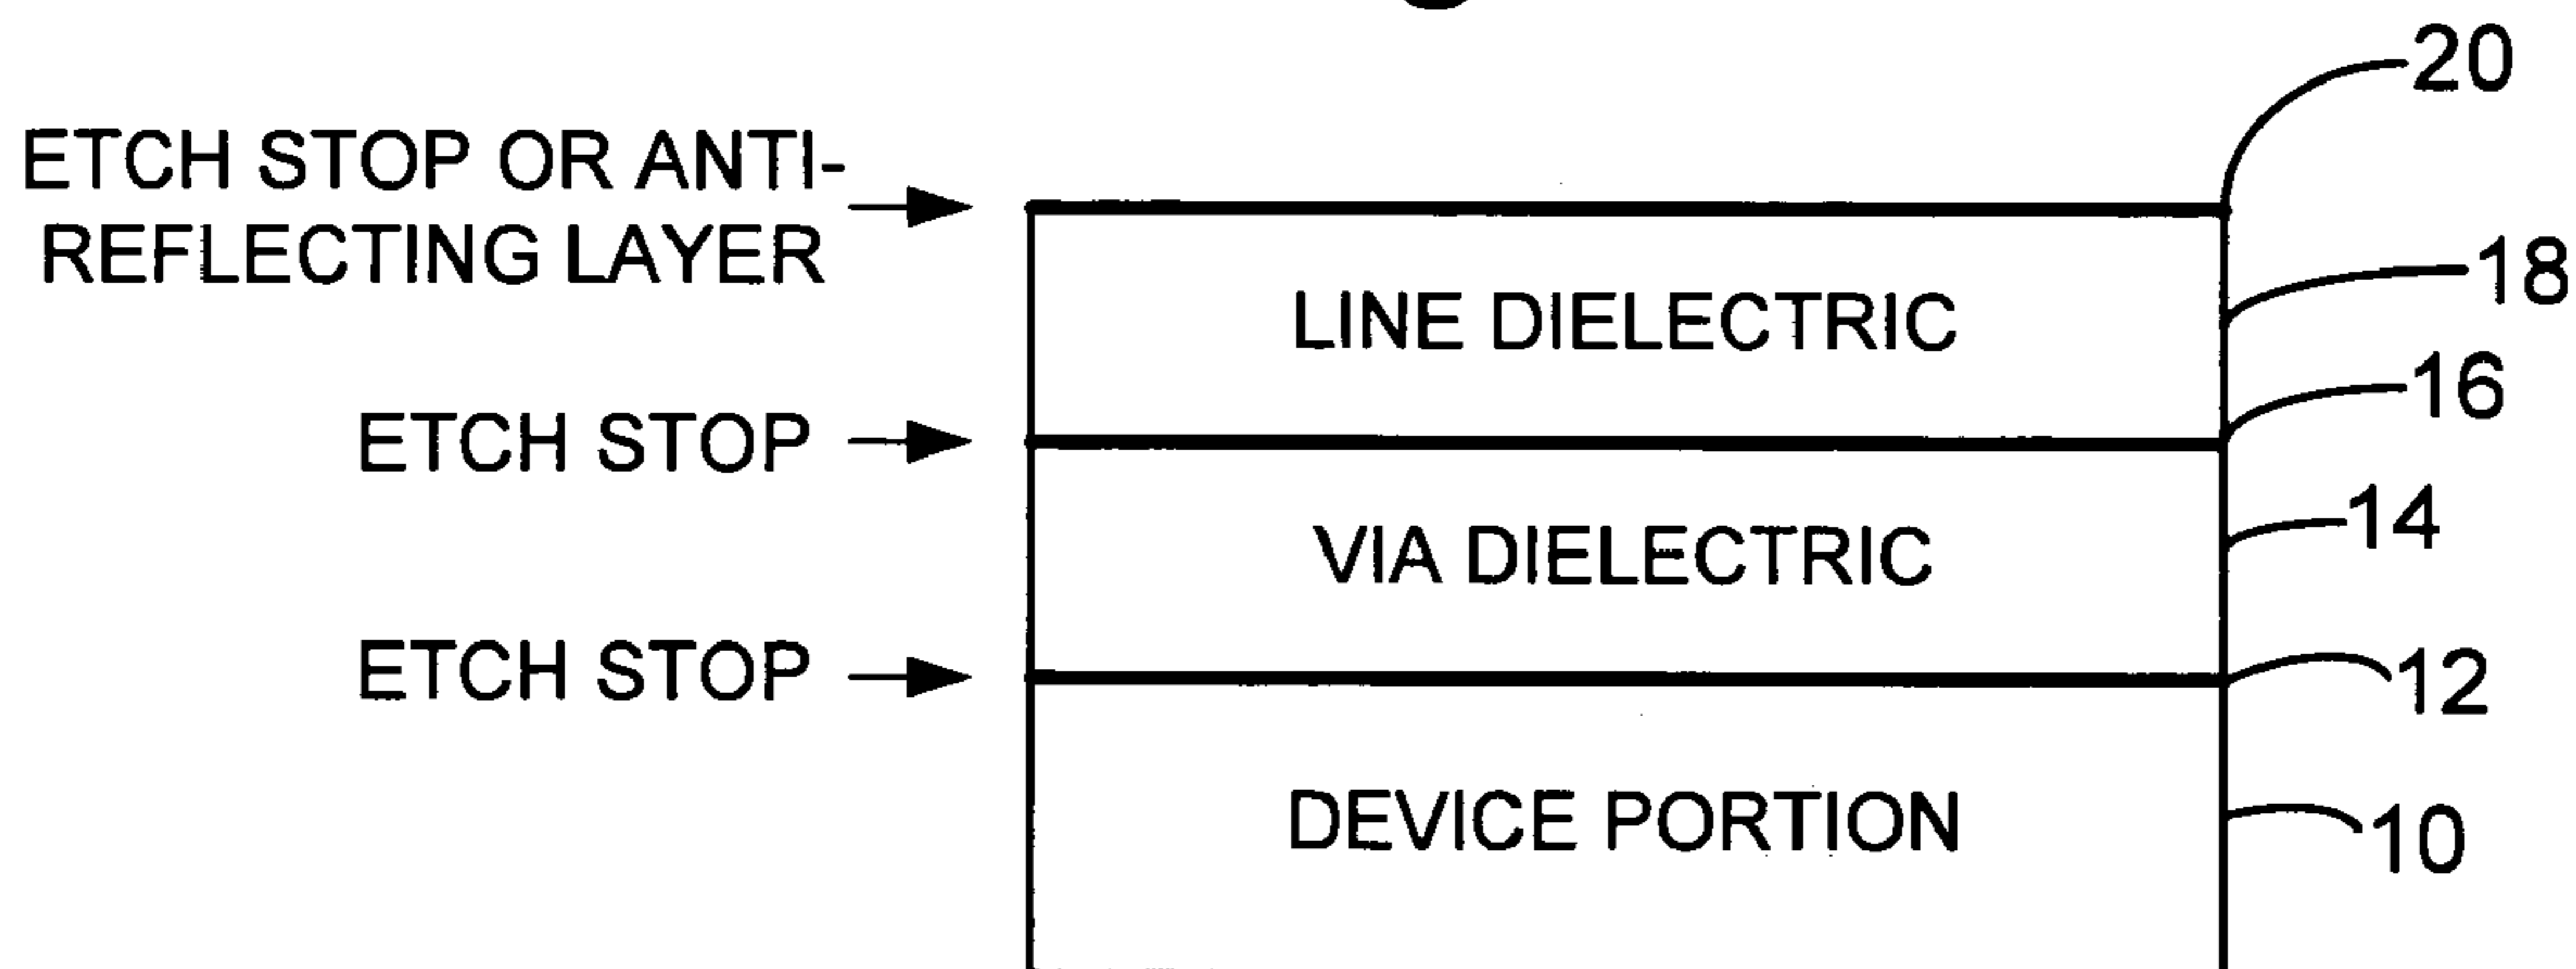 20
ETCH STOP OR ANTI-
REFLECTING LAYER
18
LINE DIELECTRIC
16
ETCH STOP
14
VIA DIELECTRIC
ETCH STOP
12
DEVICE PORTION
10